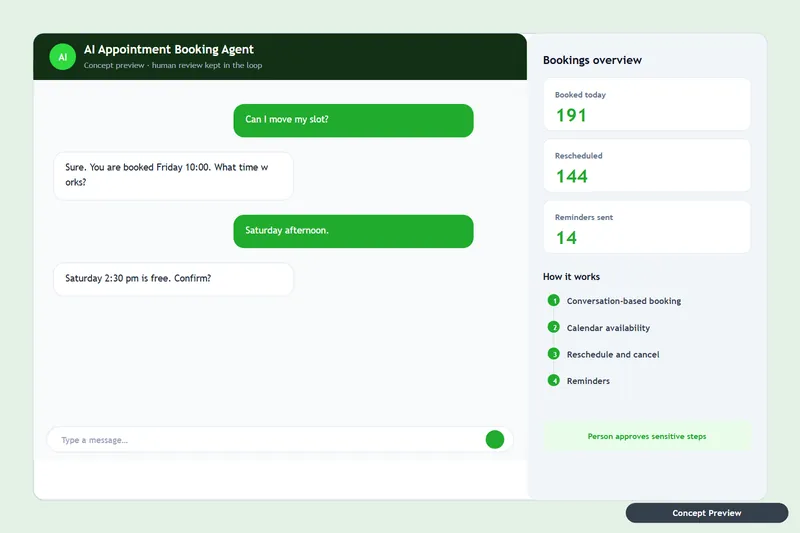 AI
AI Appointment Booking Agent
Concept preview - human review kept in the loop
Can I move my slot?
Sure. You are booked Friday 10:00. What time w
orks?
Saturday afternoon.
Saturday 2:30 pm is free. Confirm?
Type a message...
Bookings overview
Booked today
191
Rescheduled
144
Reminders sent
14
How it works
1 Conversation-based booking
2 Calendar availability
3 Reschedule and cancel
4 Reminders
Person approves sensitive steps
Concept Preview